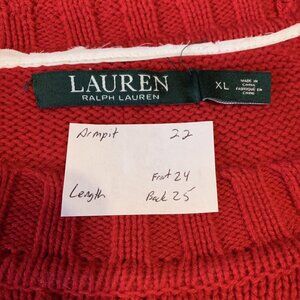 LAUREN
RALPH LAUREN
XL
MADE IN
CHINA
FABRIQUÉ EN
CHINE
Armpit 22
Front 24
Length Back 25